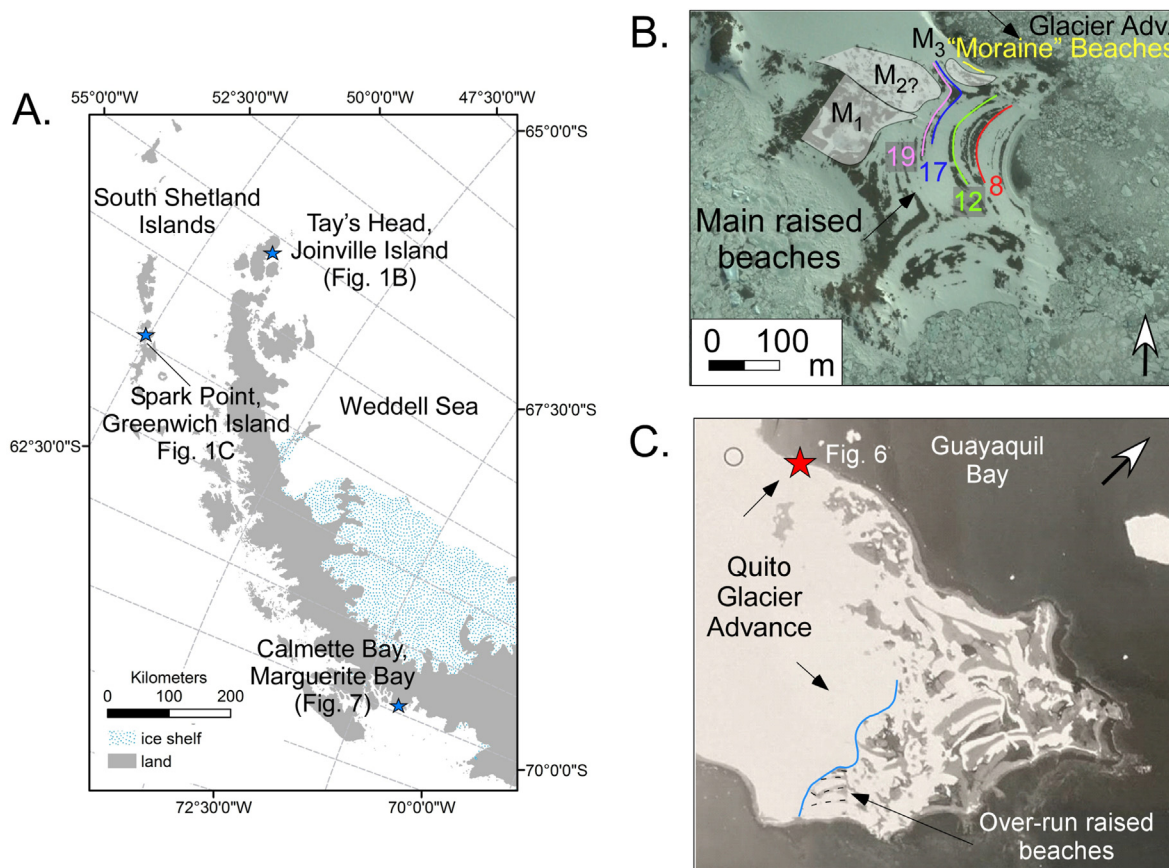 A.
55°0'0"W
52°30'0"W
50°0'0"W
47°30'0"W
65°0'0"S
South Shetland
Islands
Tay's Head,
Joinville Island
(Fig. 1B)
Spark Point,
Greenwich Island
Fig. 1C
Weddell Sea
67°30'0"S
62°30'0"S
Calmette Bay,
Marguerite Bay
(Fig. 7)
Kilometers
0 100 200
ice shelf
land
70°0'0"S
72°30'0"W
70°0'0"W
B.
Glacier Adv.
M3 "Moraine" Beaches
M2?
M1
19
17
12
8
Main raised
beaches
0 100
m
C.
Fig. 6
Guayaquil
Bay
Quito
Glacier
Advance
Over-run raised
beaches